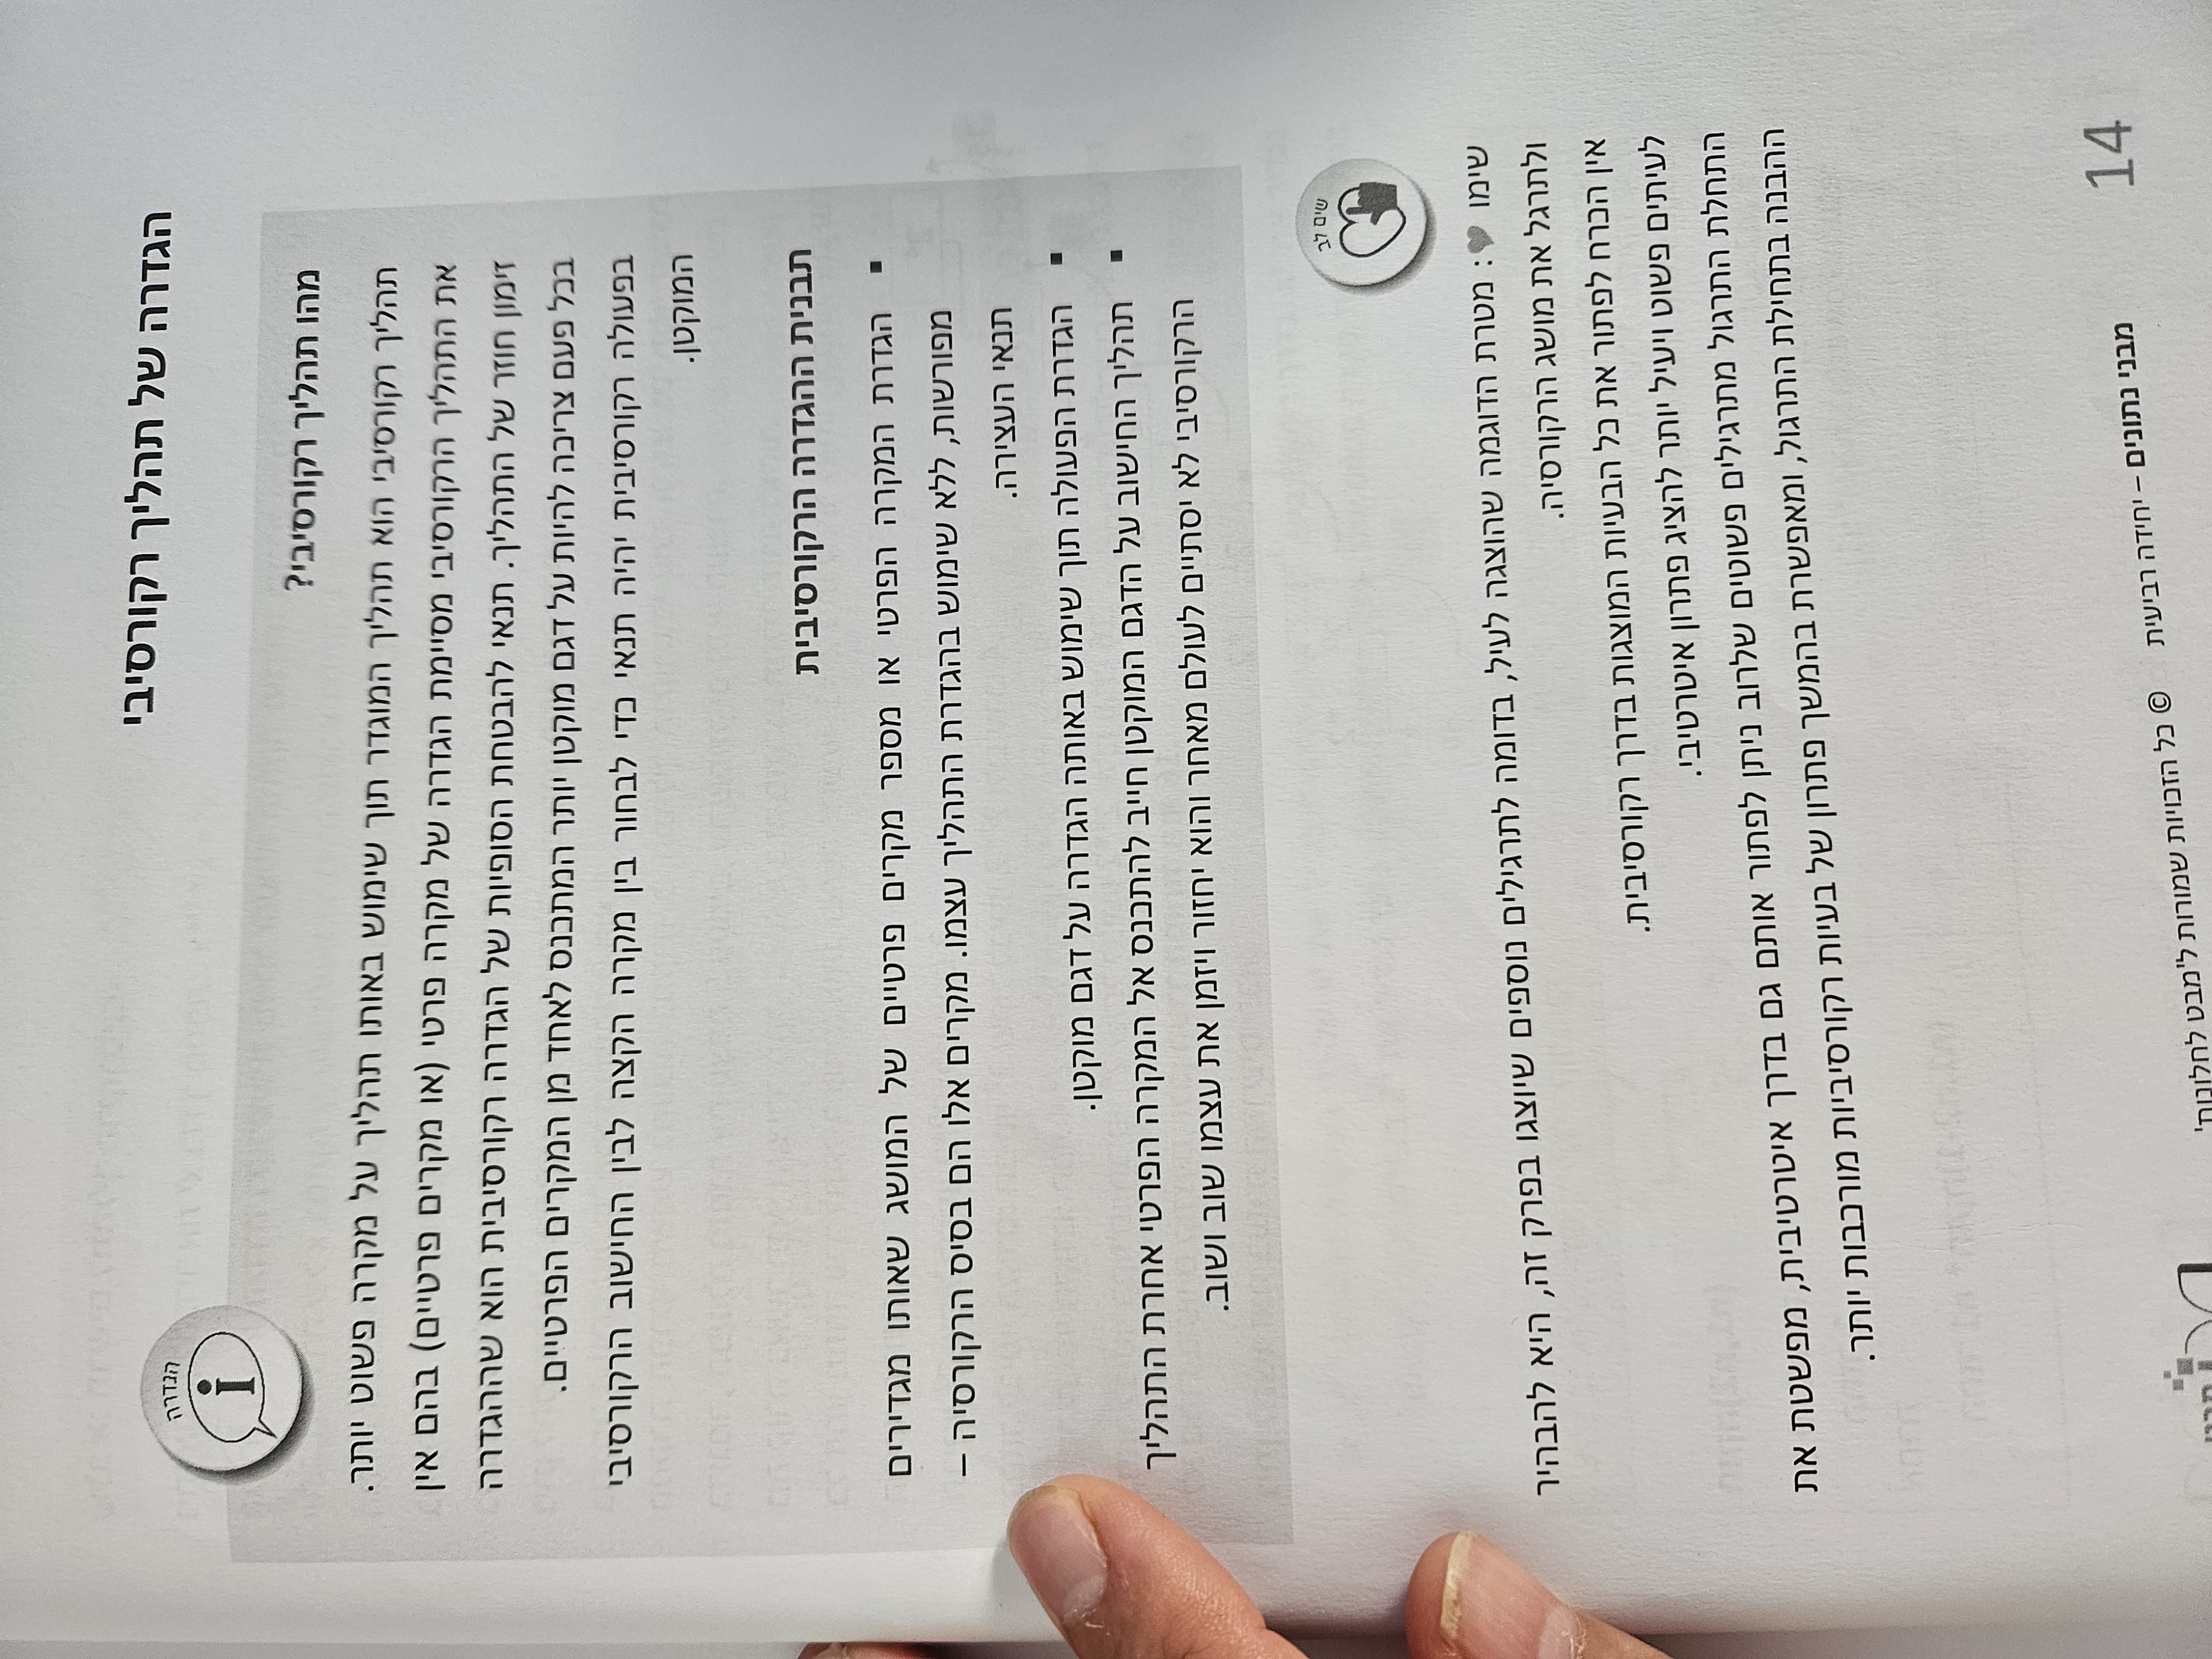 הגדרה של תהליך רקורסיבי
הגדרה
מהו תהליך רקורסיבי?
תהליך רקורסיבי הוא תהליך המוגדר תוך שימוש באותו תהליך על מקרה פשוט יותר.
את התהליך הרקורסיבי מסיימת הגדרה של מקרה פרטי (או מקרים פרטיים) בהם אין
זימון חוזר של התהליך. תנאי להבטחת הסופיות של הגדרה רקורסיבית הוא שההגדרה
בכל פעם צריכה להיות על דגם מוקטן יותר המתכנס לאחד מן המקרים הפרטיים.
בפעולה רקורסיבית יהיה תנאי כדי לבחור בין מקרה הקצה לבין החישוב הרקורסיבי
המוקטן.
תבנית ההגדרה הרקורסיבית
▪ הגדרת המקרה הפרטי או מספר מקרים פרטיים של המושג שאותו מגדירים
מפורשות, ללא שימוש בהגדרת התהליך עצמו. מקרים אלו הם בסיס הרקורסיה –
תנאי העצירה.
▪ הגדרת הפעולה תוך שימוש באותה הגדרה על דגם מוקטן.
▪ תהליך החישוב על הדגם המוקטן חייב להתכנס אל המקרה הפרטי אחרת התהליך
הרקורסיבי לא יסתיים לעולם מאחר והוא יחזור ויזמן את עצמו שוב ושוב.
שים לב
שימו ♥: מטרת הדוגמה שהוצגה לעיל, בדומה לתרגילים נוספים שיוצגו בפרק זה, היא להבהיר
ולתרגל את מושג הרקורסיה.
אין הכרח לפתור את כל הבעיות המוצגות בדרך רקורסיבית.
לעיתים פשוט ויעיל יותר להציג פתרון איטרטיבי.
התחלת התרגול מתרגילים פשוטים שלרוב ניתן לפתור אותם גם בדרך איטרטיבית, מפשטת את
ההבנה בתחילת התרגול, ומאפשרת בהמשך פתרון של בעיות רקורסיביות מורכבות יותר.
14
מבני נתונים – יחידה רביעית © כל הזכויות שמורות ל'מבט לחלונות'